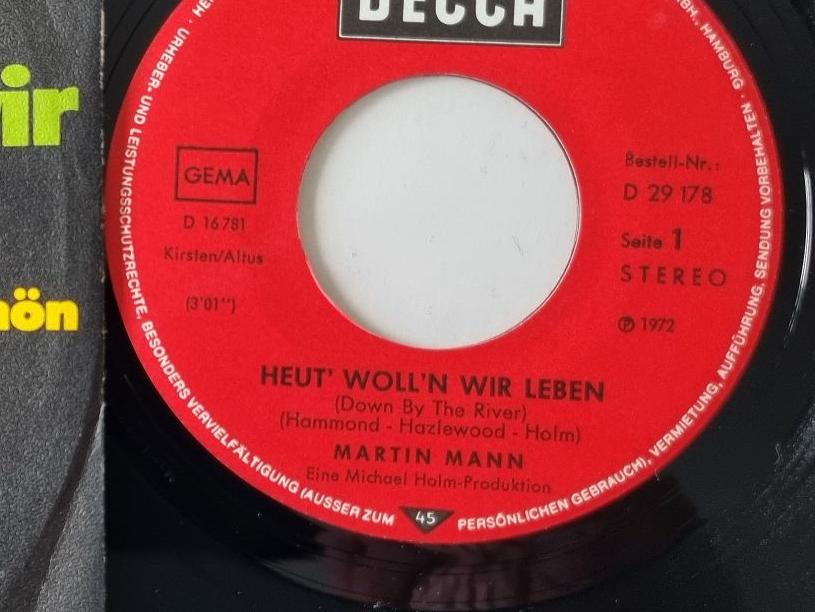 DECCA
GEMA
D 16 781
Kirsten/Altus
(3'01")
Bestell-Nr.:
D 29 178
Seite 1
STEREO
℗ 1972
HEUT' WOLL'N WIR LEBEN
(Down By The River)
(Hammond - Hazlewood - Holm)
MARTIN MANN
Eine Michael Holm-Produktion
45
HAMBURG · URHEBER- UND LEISTUNGSSCHUTZRECHTE, BESONDERS VERVIELFÄLTIGUNG (AUSSER ZUM PERSÖNLICHEN GEBRAUCH), VERMIETUNG, AUFFÜHRUNG, SENDUNG VORBEHALTEN ·